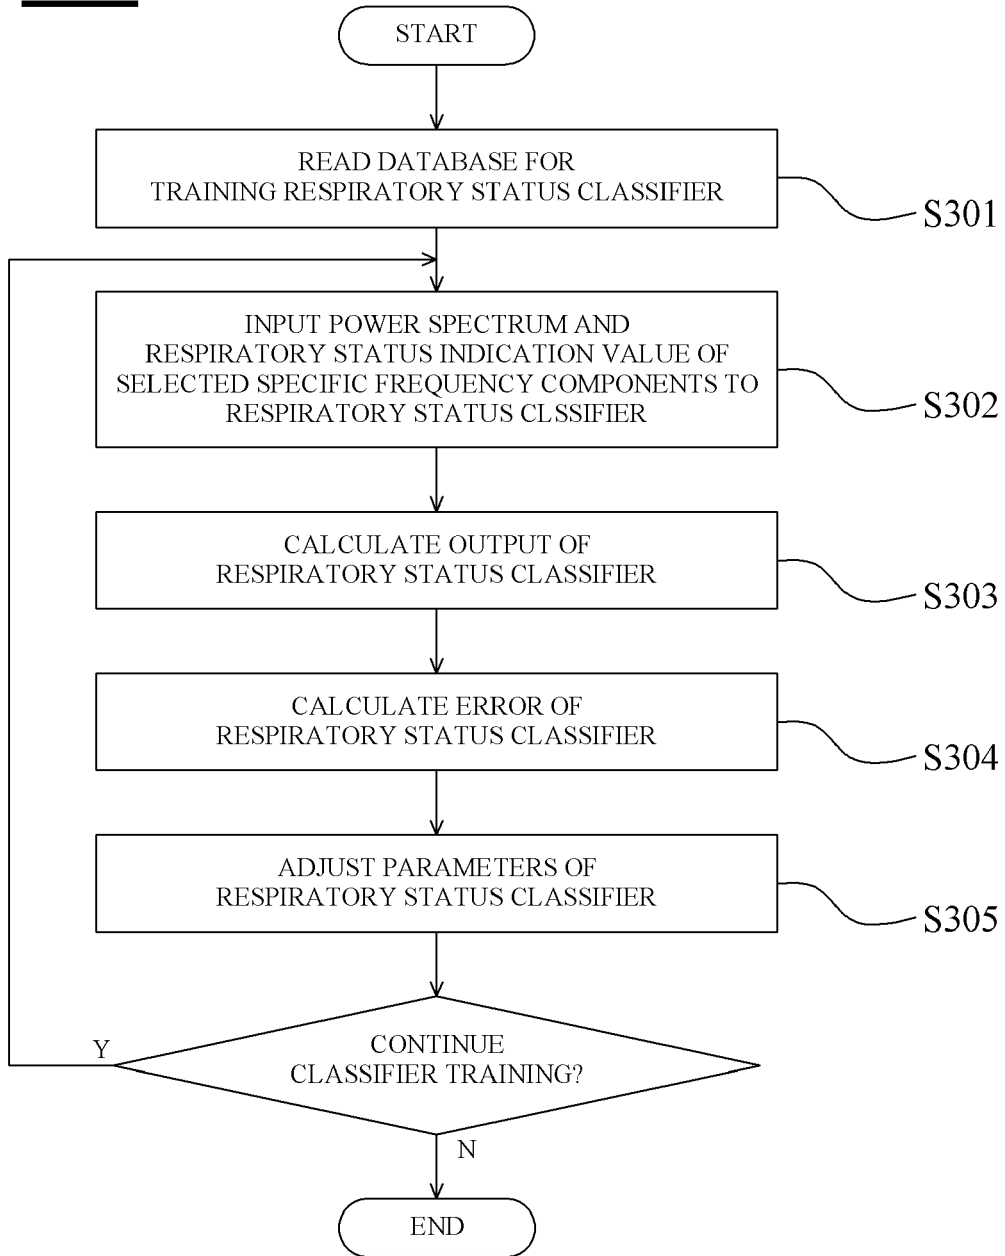 START
READ DATABASE FOR
TRAINING RESPIRATORY STATUS CLASSIFIER
S301
INPUT POWER SPECTRUM AND
RESPIRATORY STATUS INDICATION VALUE OF
SELECTED SPECIFIC FREQUENCY COMPONENTS TO
RESPIRATORY STATUS CLSSIFIER
S302
CALCULATE OUTPUT OF
RESPIRATORY STATUS CLASSIFIER
S303
CALCULATE ERROR OF
RESPIRATORY STATUS CLASSIFIER
S304
ADJUST PARAMETERS OF
RESPIRATORY STATUS CLASSIFIER
S305
Y
CONTINUE
CLASSIFIER TRAINING?
N
END